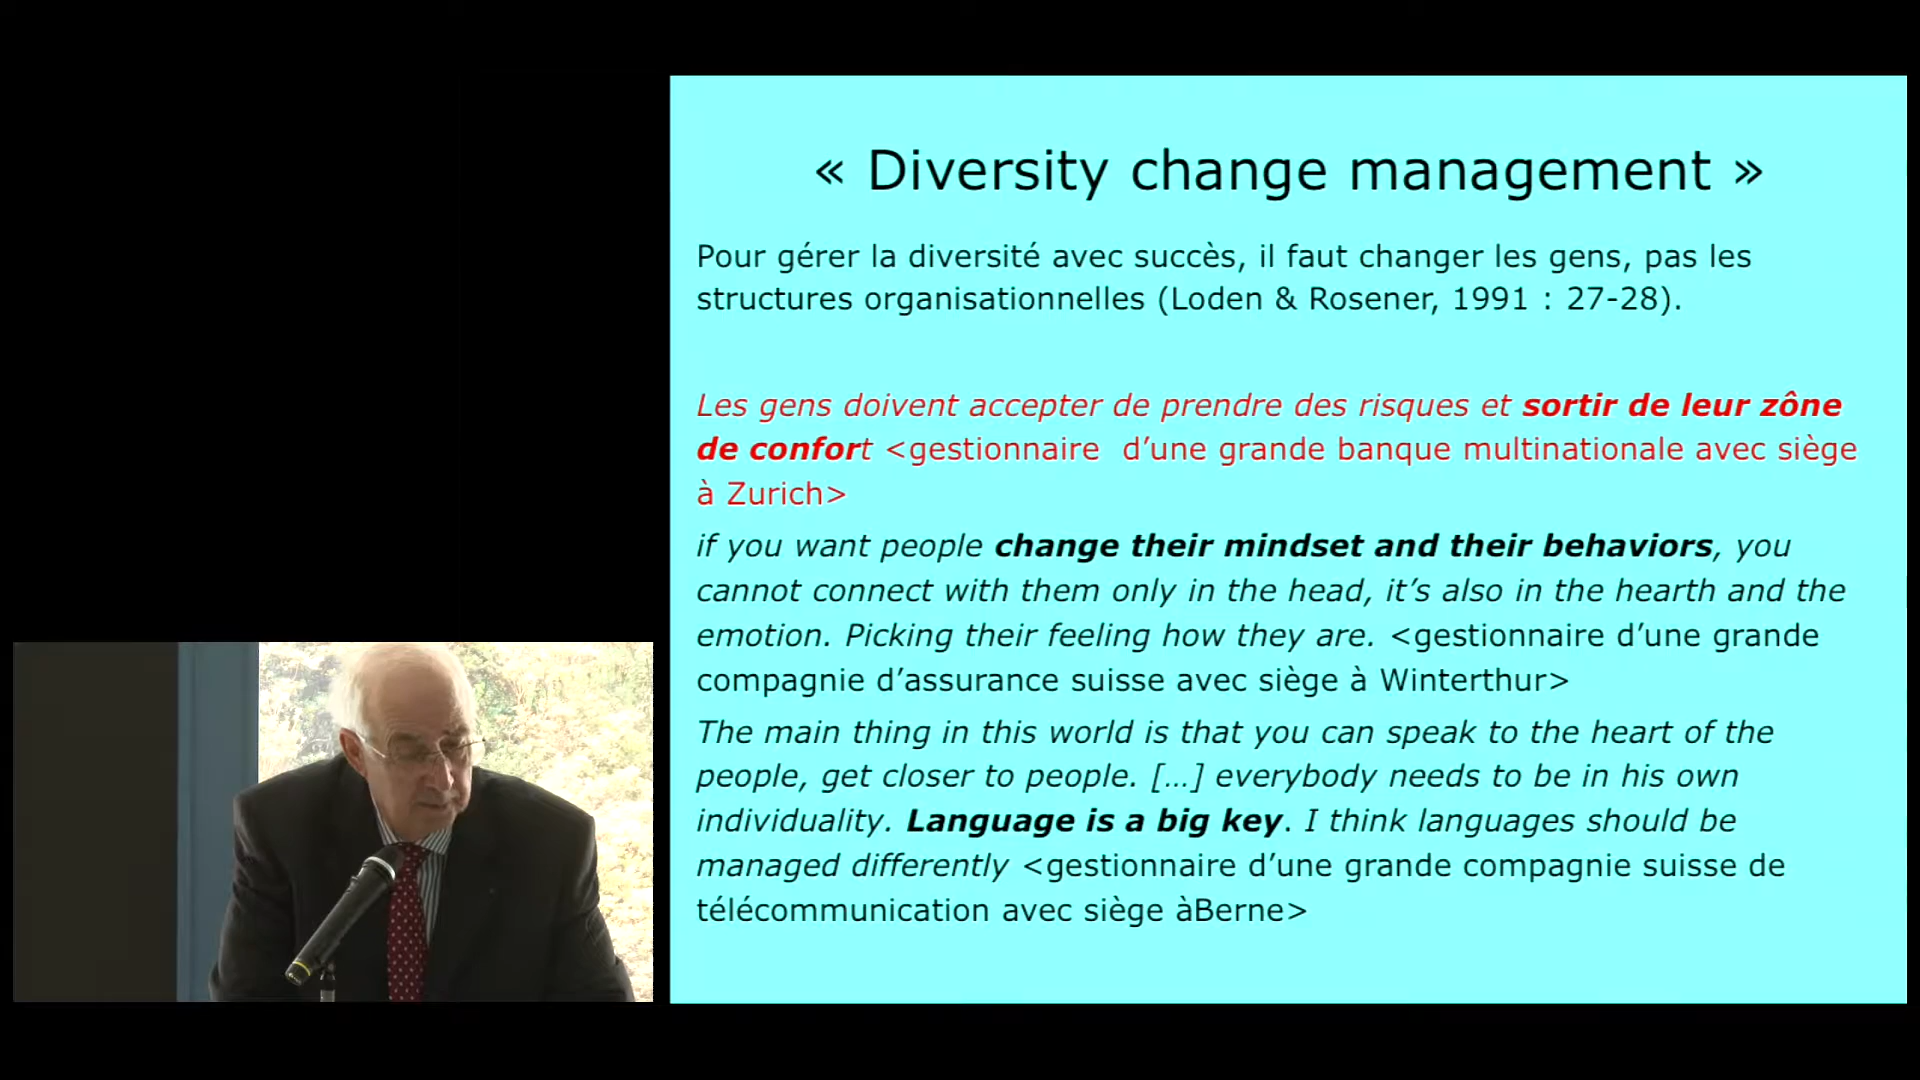 « Diversity change management »
Pour gérer la diversité avec succès, il faut changer les gens, pas les
structures organisationnelles (Loden & Rosener, 1991 : 27-28).
Les gens doivent accepter de prendre des risques et sortir de leur zône
de confort <gestionnaire d’une grande banque multinationale avec siège
à Zurich>
if you want people change their mindset and their behaviors, you
cannot connect with them only in the head, it’s also in the hearth and the
emotion. Picking their feeling how they are. <gestionnaire d’une grande
compagnie d’assurance suisse avec siège à Winterthur>
The main thing in this world is that you can speak to the heart of the
people, get closer to people. […] everybody needs to be in his own
individuality. Language is a big key. I think languages should be
managed differently <gestionnaire d’une grande compagnie suisse de
télécommunication avec siège àBerne>